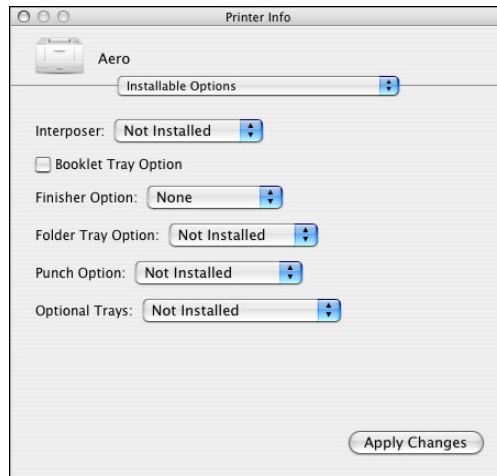 Printer Info
Aero
Installable Options
Interposer: Not Installed
Booklet Tray Option
Finisher Option: None
Folder Tray Option: Not Installed
Punch Option: Not Installed
Optional Trays: Not Installed
Apply Changes